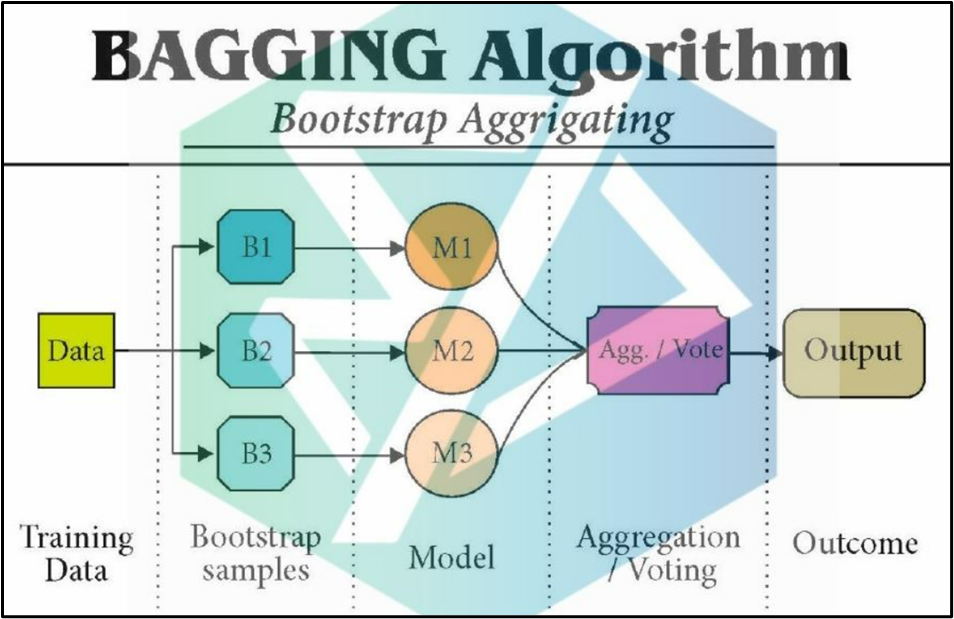 BAGGING Algorithm
Bootstrap Aggrigating
B1
M1
Data
B2
M2
Agg. / Vote
Output
B3
M3
Training
Data
Bootstrap
samples
Model
Aggregation
/ Voting
Outcome